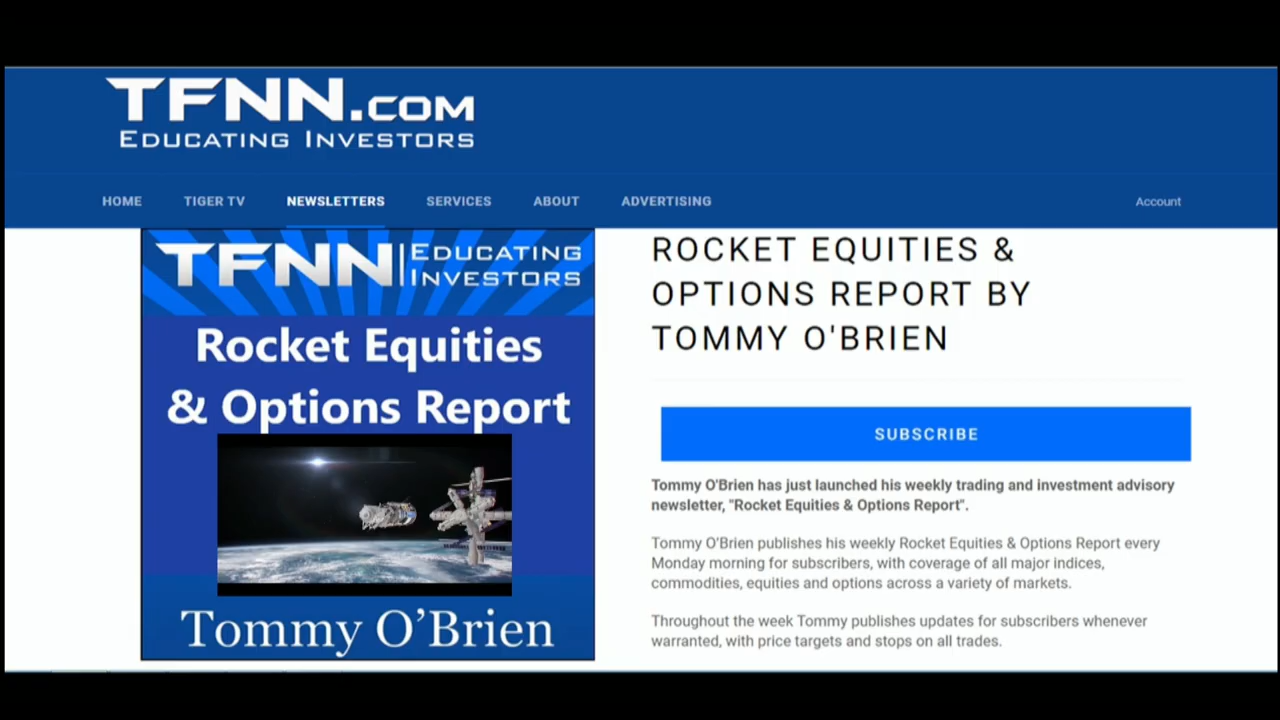 TFNN.COM
EDUCATING INVESTORS
HOME TIGER TV NEWSLETTERS SERVICES ABOUT ADVERTISING Account
TFNN EDUCATING
INVESTORS
Rocket Equities
& Options Report
Tommy O’Brien
ROCKET EQUITIES &
OPTIONS REPORT BY
TOMMY O'BRIEN
SUBSCRIBE
Tommy O'Brien has just launched his weekly trading and investment advisory
newsletter, "Rocket Equities & Options Report".
Tommy O'Brien publishes his weekly Rocket Equities & Options Report every
Monday morning for subscribers, with coverage of all major indices,
commodities, equities and options across a variety of markets.
Throughout the week Tommy publishes updates for subscribers whenever
warranted, with price targets and stops on all trades.